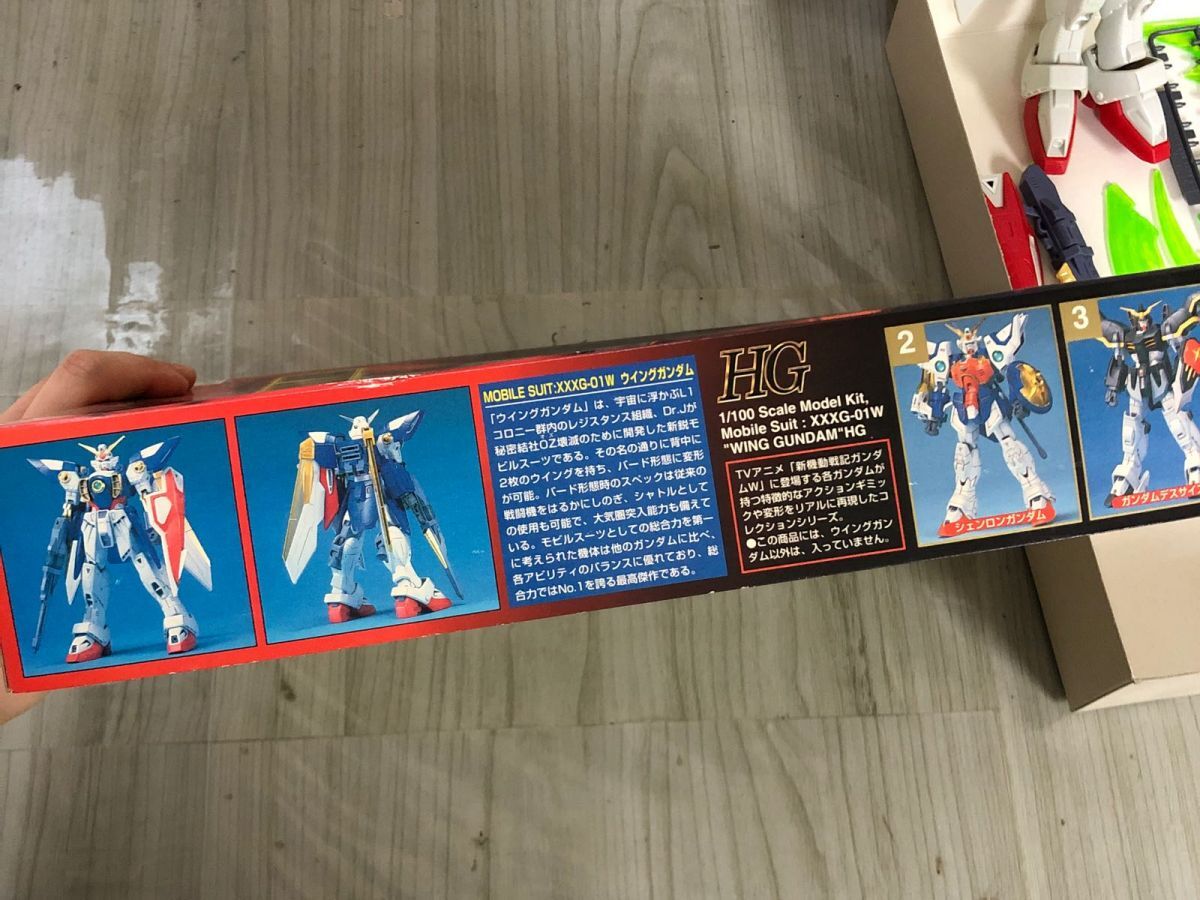 MOBILE SUIT:XXXG-01W ウイングガンダム
「ウイングガンダム」は、宇宙に浮かぶL1
コロニー群内のレジスタンス組織、Dr.Jが
秘密結社OZ壊滅のために開発した新鋭モ
ビルスーツである。その名の通りに背中に
2枚のウイングを持ち、バード形態に変形
が可能。バード形態時のスペックは従来の
戦闘機をはるかにしのぎ、シャトルとして
の使用も可能で、大気圏突入能力も備えて
いる。モビルスーツとしての総合力を第一
に考えられた機体は他のガンダムに比べ、
各アビリティのバランスに優れており、総
合力ではNo.1を誇る最高傑作である。
HG
1/100 Scale Model Kit,
Mobile Suit : XXXG-01W
"WING GUNDAM"HG
TVアニメ「新機動戦記ガンダ
ムW」に登場する各ガンダムが
持つ特徴的なアクションギミッ
クや変形をリアルに再現したコ
レクションシリーズ。
●この商品には、ウイングガン
ダム以外は、入っていません。
2
シェンロンガンダム
3
ガンダムデスサイ